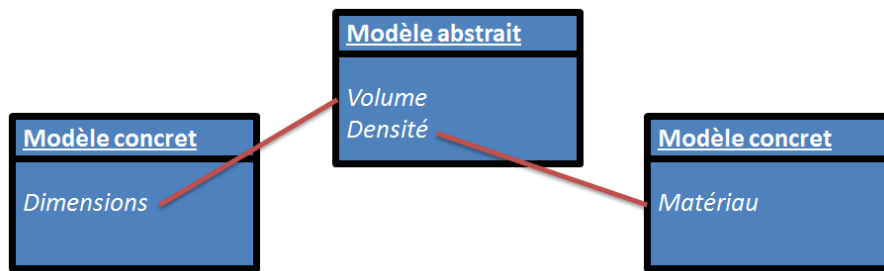 Modèle abstrait
Volume
Densité
Modèle concret
Dimensions
Modèle concret
Matériau